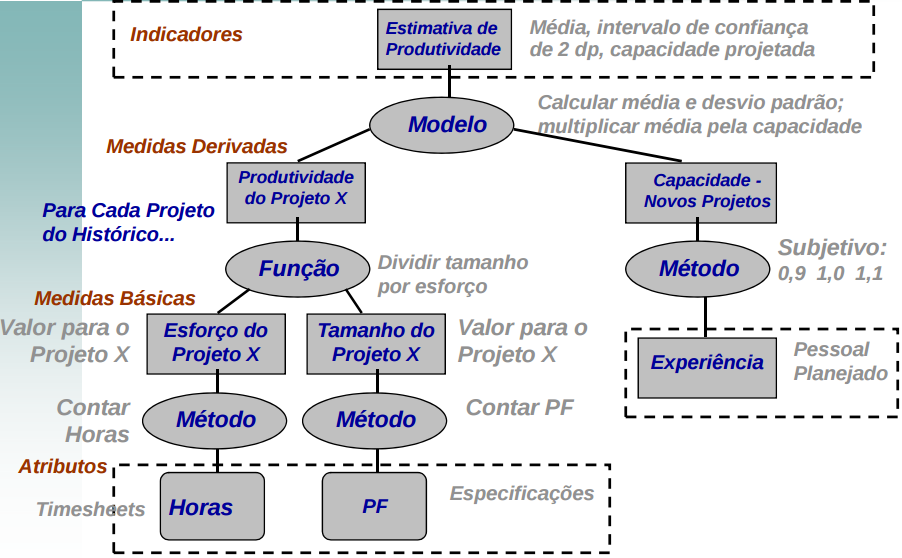 Indicadores
Estimativa de
Produtividade
Média, intervalo de confiança
de 2 dp, capacidade projetada
Modelo
Calcular média e desvio padrão;
multiplicar média pela capacidade
Medidas Derivadas
Produtividade
do Projeto X
Capacidade -
Novos Projetos
Para Cada Projeto
do Histórico...
Função
Dividir tamanho
por esforço
Método
Subjetivo:
0,9 1,0 1,1
Medidas Básicas
Valor para o
Projeto X
Esforço do
Projeto X
Tamanho do
Projeto X
Valor para o
Projeto X
Experiência
Pessoal
Planejado
Contar
Horas
Método
Método
Contar PF
Atributos
Timesheets
Horas
PF
Especificações